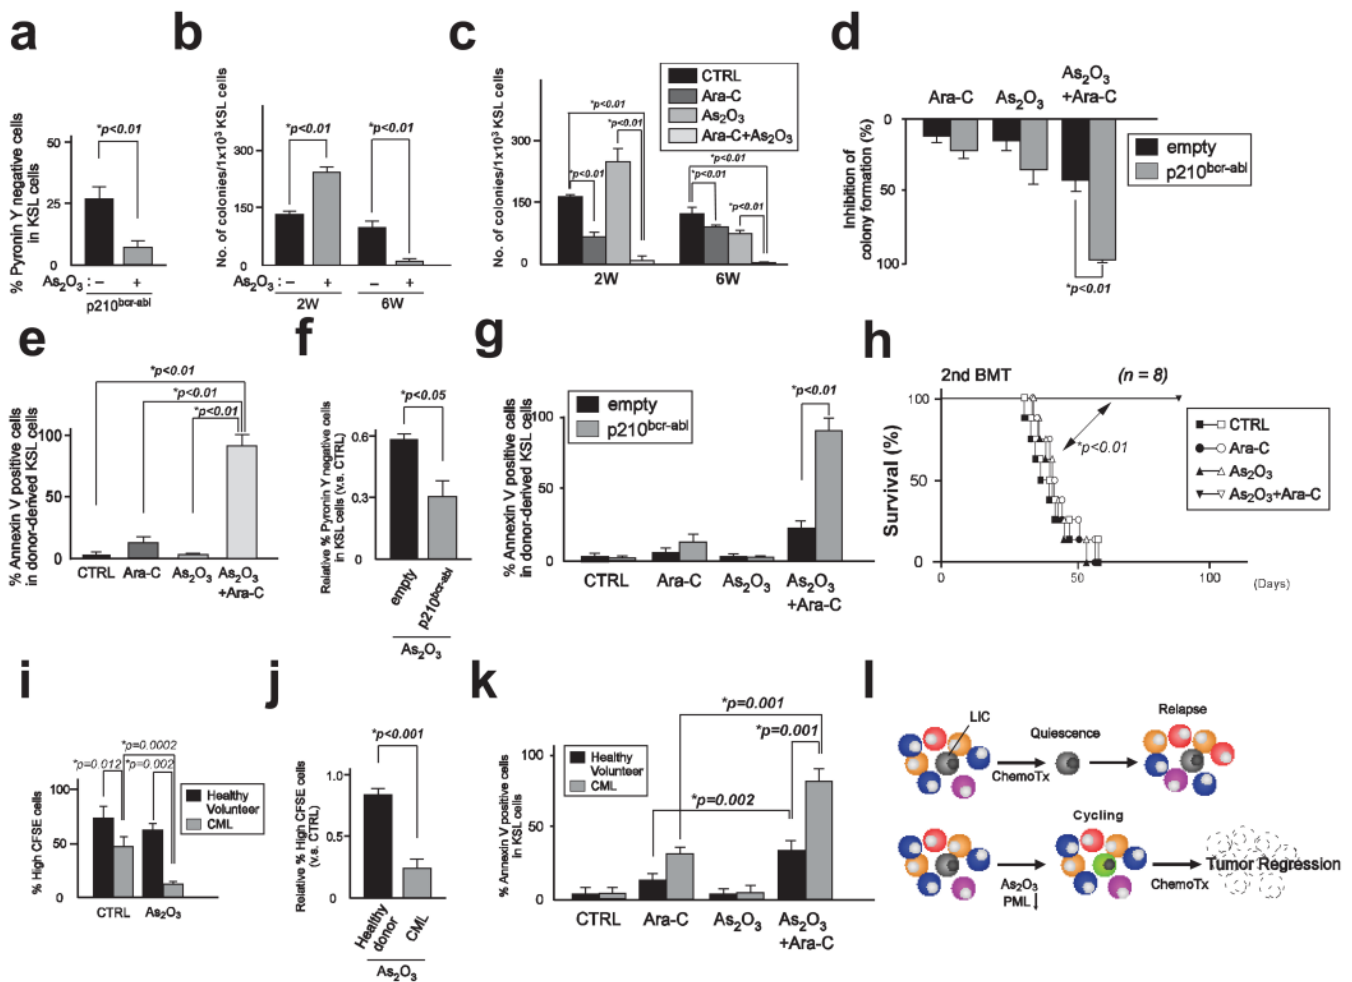 a
% Pyronin Y negative cells
in KSL cells
50
25
0
*p<0.01
As2O3 : – +
p210bcr-abl
b
No. of colonies/1x10³ KSL cells
300
150
0
*p<0.01
*p<0.01
As2O3 : – + – +
2W 6W
c
No. of colonies/1x10³ KSL cells
300
150
0
CTRL
Ara-C
As2O3
Ara-C+As2O3
*p<0.01
*p<0.01
*p<0.01
*p<0.01
*p<0.01
*p<0.01
2W 6W
d
Ara-C As2O3 As2O3
+Ara-C
Inhibition of
colony formation (%)
0
50
100
empty
p210bcr-abl
*p<0.01
e
% Annexin V positive cells
in donor-derived KSL cells
100
50
0
*p<0.01
*p<0.01
*p<0.01
CTRL Ara-C As2O3 As2O3
+Ara-C
f
Relative % Pyronin Y negative cells
in KSL cells (v.s. CTRL)
0.6
0.3
0
*p<0.05
empty
p210bcr-abl
As2O3
g
% Annexin V positive cells
in donor-derived KSL cells
100
50
0
empty
p210bcr-abl
*p<0.01
CTRL Ara-C As2O3 As2O3
+Ara-C
h
2nd BMT (n = 8)
Survival (%)
100
50
0
*p<0.01
CTRL
Ara-C
As2O3
As2O3+Ara-C
0 50 100
(Days)
i
% High CFSE cells
100
50
0
*p=0.0002
*p=0.012
*p=0.002
Healthy
Volunteer
CML
CTRL As2O3
j
Relative % High CFSE cells
(v.s. CTRL)
1.0
0.5
0
*p<0.001
Healthy
donor
CML
As2O3
k
% Annexin V positive cells
in KSL cells
100
50
0
Healthy
Volunteer
CML
*p=0.001
*p=0.001
*p=0.002
CTRL Ara-C As2O3 As2O3
+Ara-C
l
LIC
Quiescence
Relapse
ChemoTx
Cycling
As2O3
PML↓
ChemoTx
Tumor Regression